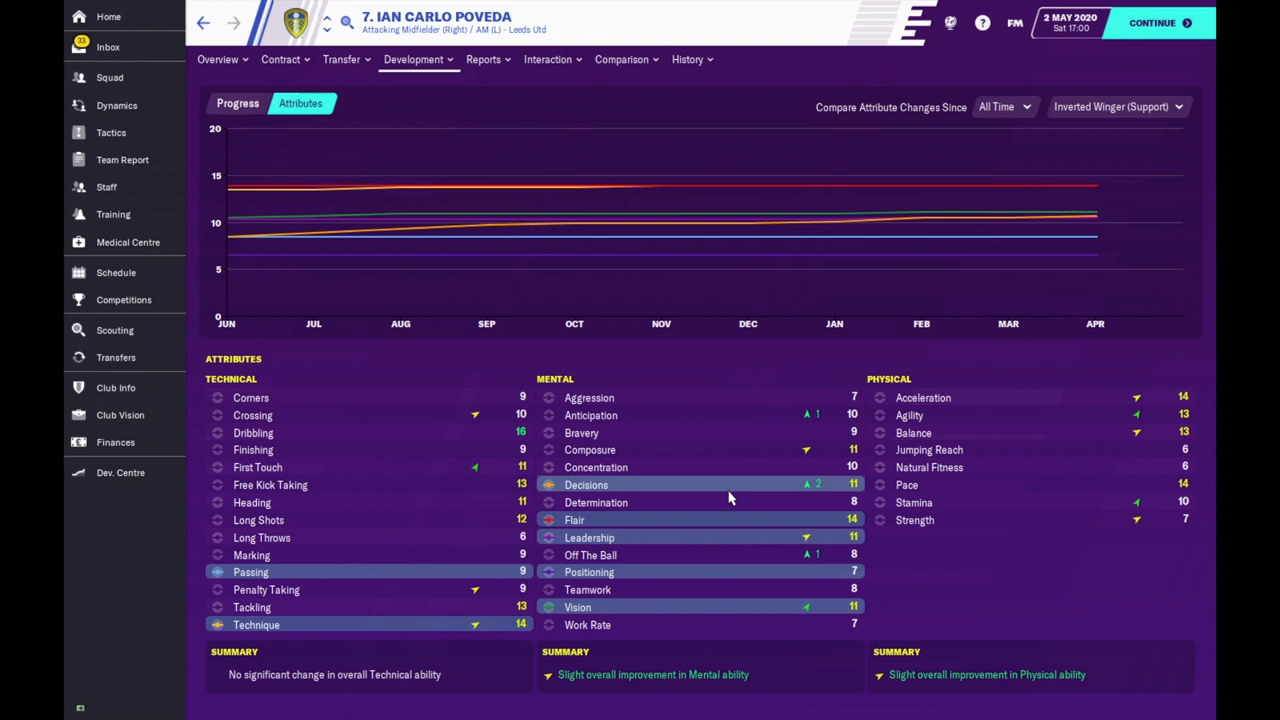 Home
7. IAN CARLO POVEDA
Attacking Midfielder (Right) / AM (L) - Leeds Utd
FM
2 MAY 2020
Sat 17:00
CONTINUE
33
Inbox
Overview Contract Transfer Development Reports Interaction Comparison History
Squad
Dynamics
Tactics
Team Report
Staff
Training
Medical Centre
Schedule
Competitions
Scouting
Transfers
Club Info
Club Vision
Finances
Dev. Centre
Progress Attributes
Compare Attribute Changes Since All Time Inverted Winger (Support)
20
15
10
5
0
JUN JUL AUG SEP OCT NOV DEC JAN FEB MAR APR
ATTRIBUTES
TECHNICAL
Corners 9
Crossing 10
Dribbling 16
Finishing 9
First Touch 11
Free Kick Taking 13
Heading 11
Long Shots 12
Long Throws 6
Marking 9
Passing 9
Penalty Taking 9
Tackling 13
Technique 14
MENTAL
Aggression 7
Anticipation 1 10
Bravery 9
Composure 11
Concentration 10
Decisions 2 11
Determination 8
Flair 14
Leadership 11
Off The Ball 1 8
Positioning 7
Teamwork 8
Vision 11
Work Rate 7
PHYSICAL
Acceleration 14
Agility 13
Balance 13
Jumping Reach 6
Natural Fitness 6
Pace 14
Stamina 10
Strength 7
SUMMARY
No significant change in overall Technical ability
SUMMARY
Slight overall improvement in Mental ability
SUMMARY
Slight overall improvement in Physical ability